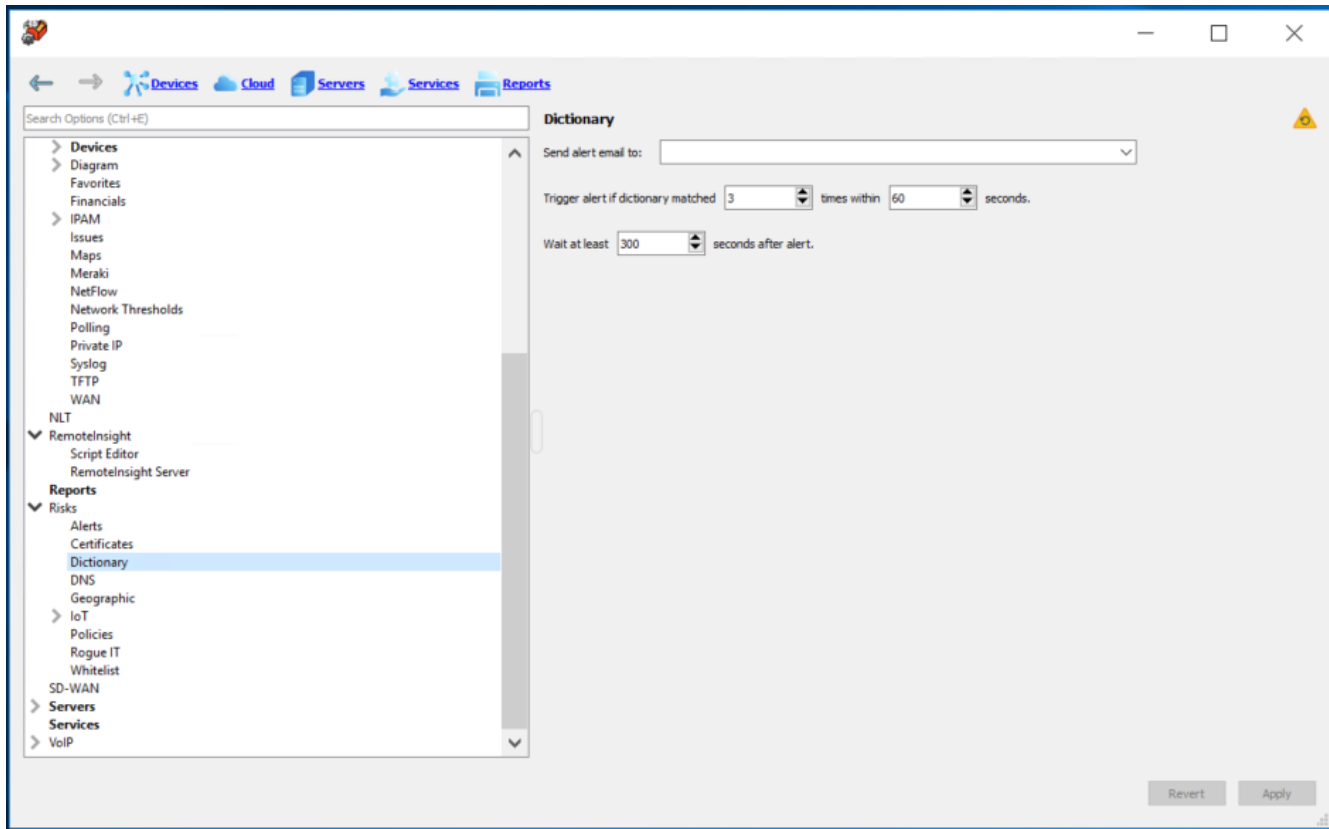 Devices Cloud Servers Services Reports
Search Options (Ctrl+E)
Devices
Diagram
Favorites
Financials
IPAM
Issues
Maps
Meraki
NetFlow
Network Thresholds
Polling
Private IP
Syslog
TFTP
WAN
NLT
RemoteInsight
Script Editor
RemoteInsight Server
Reports
Risks
Alerts
Certificates
Dictionary
DNS
Geographic
IoT
Policies
Rogue IT
Whitelist
SD-WAN
Servers
Services
VoIP
Dictionary
Send alert email to:
Trigger alert if dictionary matched 3 times within 60 seconds.
Wait at least 300 seconds after alert.
Revert Apply